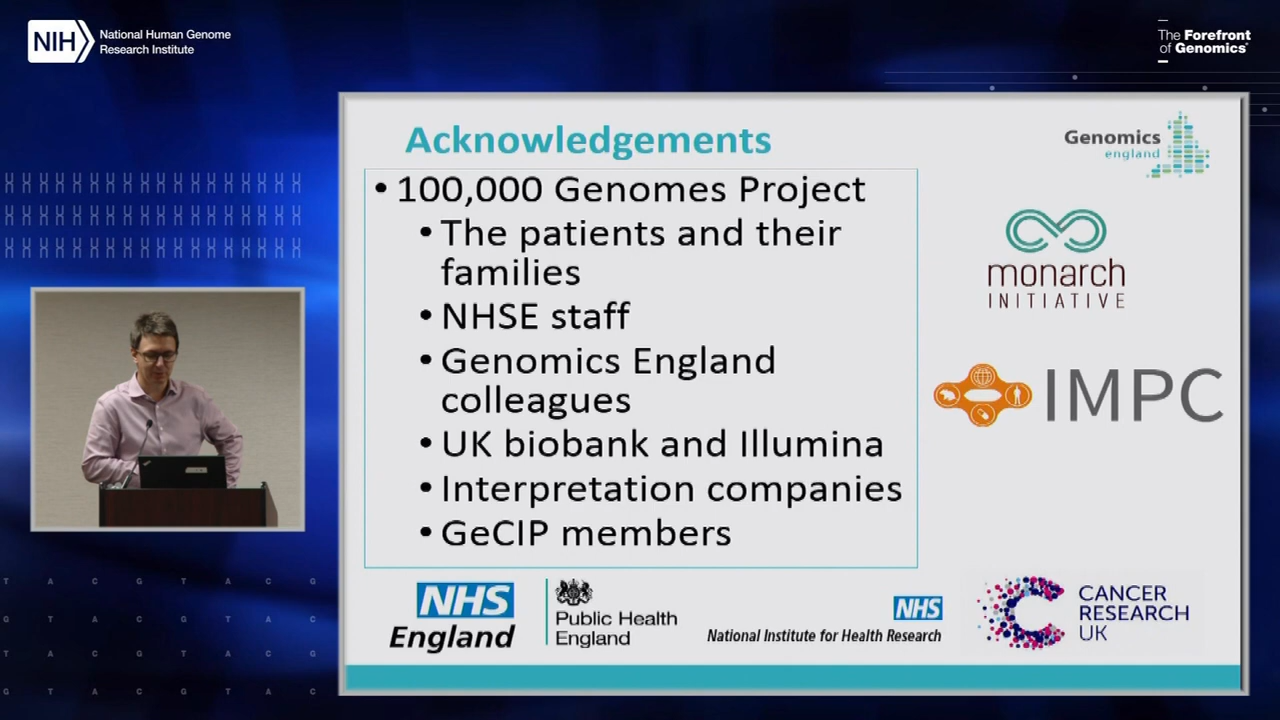 NIH
National Human Genome
Research Institute
The Forefront
of Genomics®
Acknowledgements
Genomics
england
• 100,000 Genomes Project
• The patients and their
families
• NHSE staff
• Genomics England
colleagues
• UK biobank and Illumina
• Interpretation companies
• GeCIP members
monarch
INITIATIVE
IMPC
NHS
England
Public Health
England
NHS
National Institute for Health Research
CANCER
RESEARCH
UK
T A C G T A C G
G T A C G T A C
T A C G T A C G
G T A C G T A C